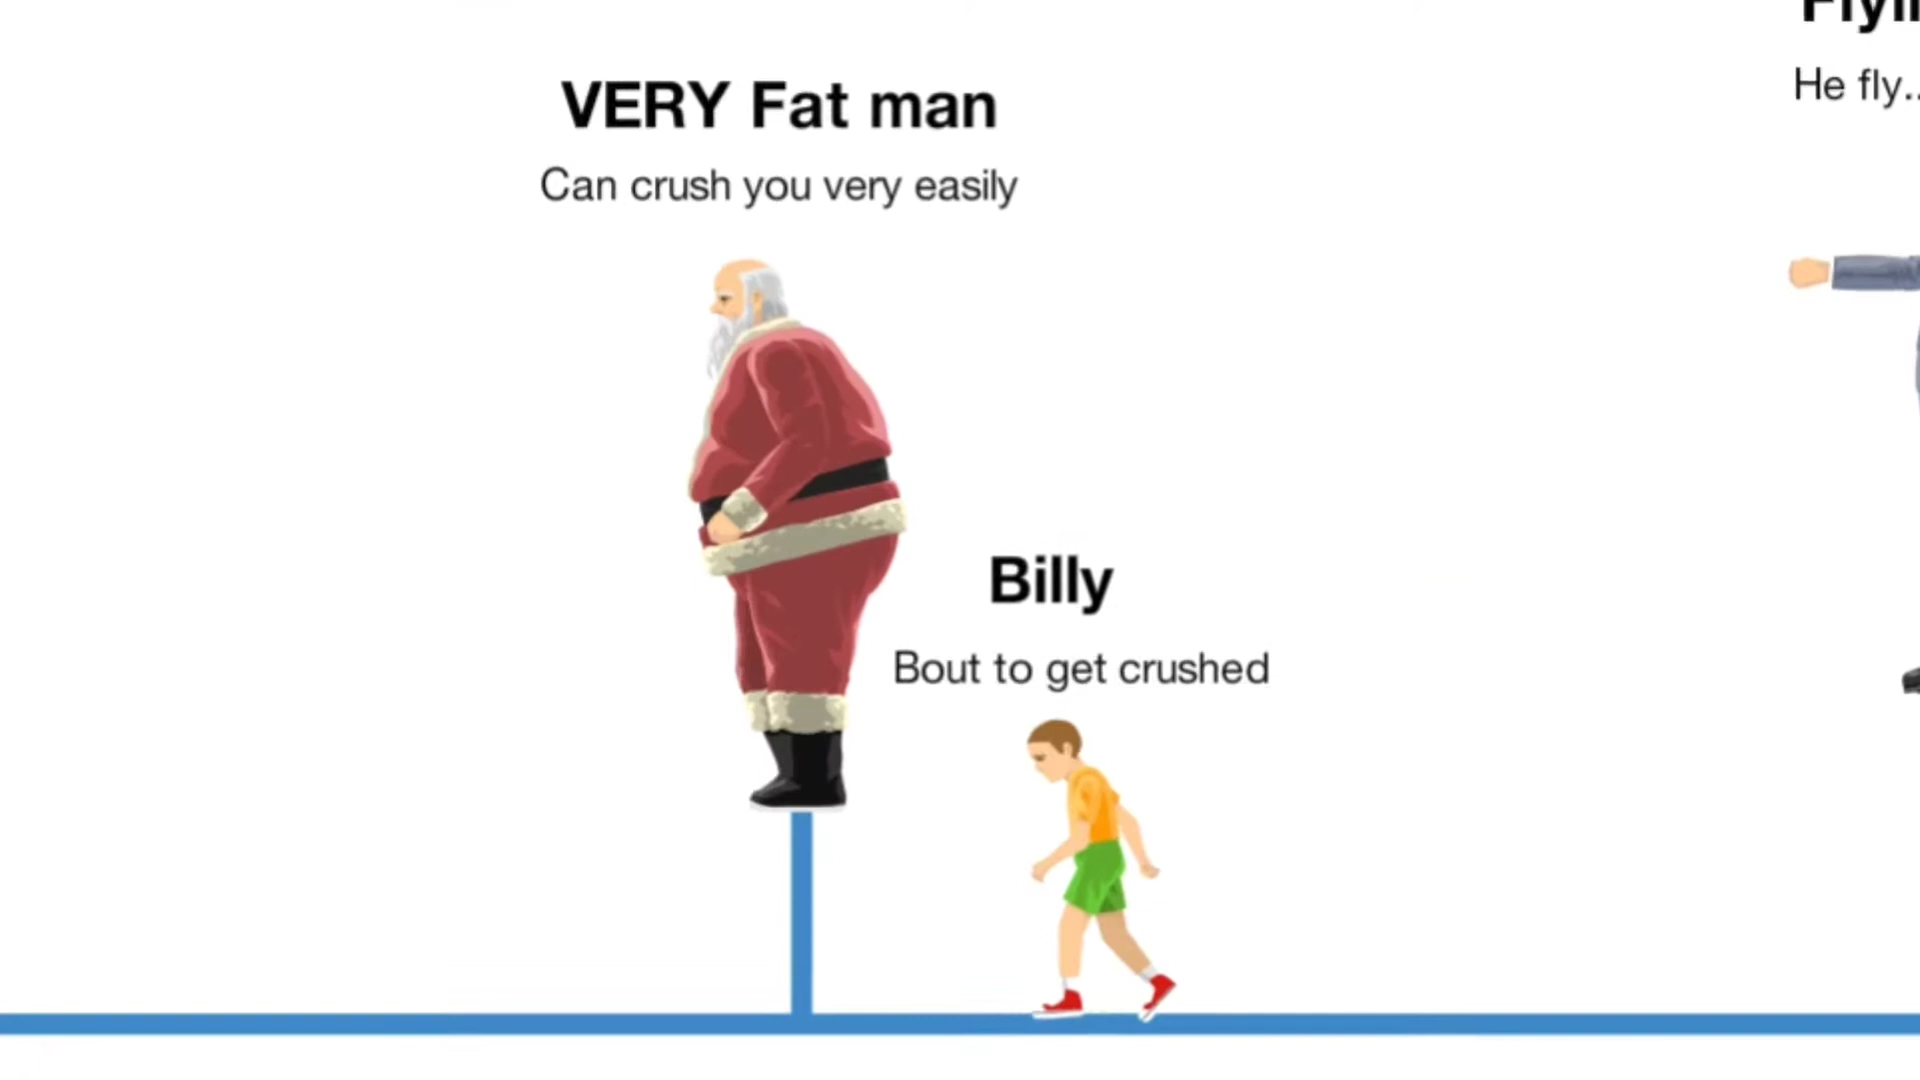 VERY Fat man
Can crush you very easily
He fly..
Billy
Bout to get crushed